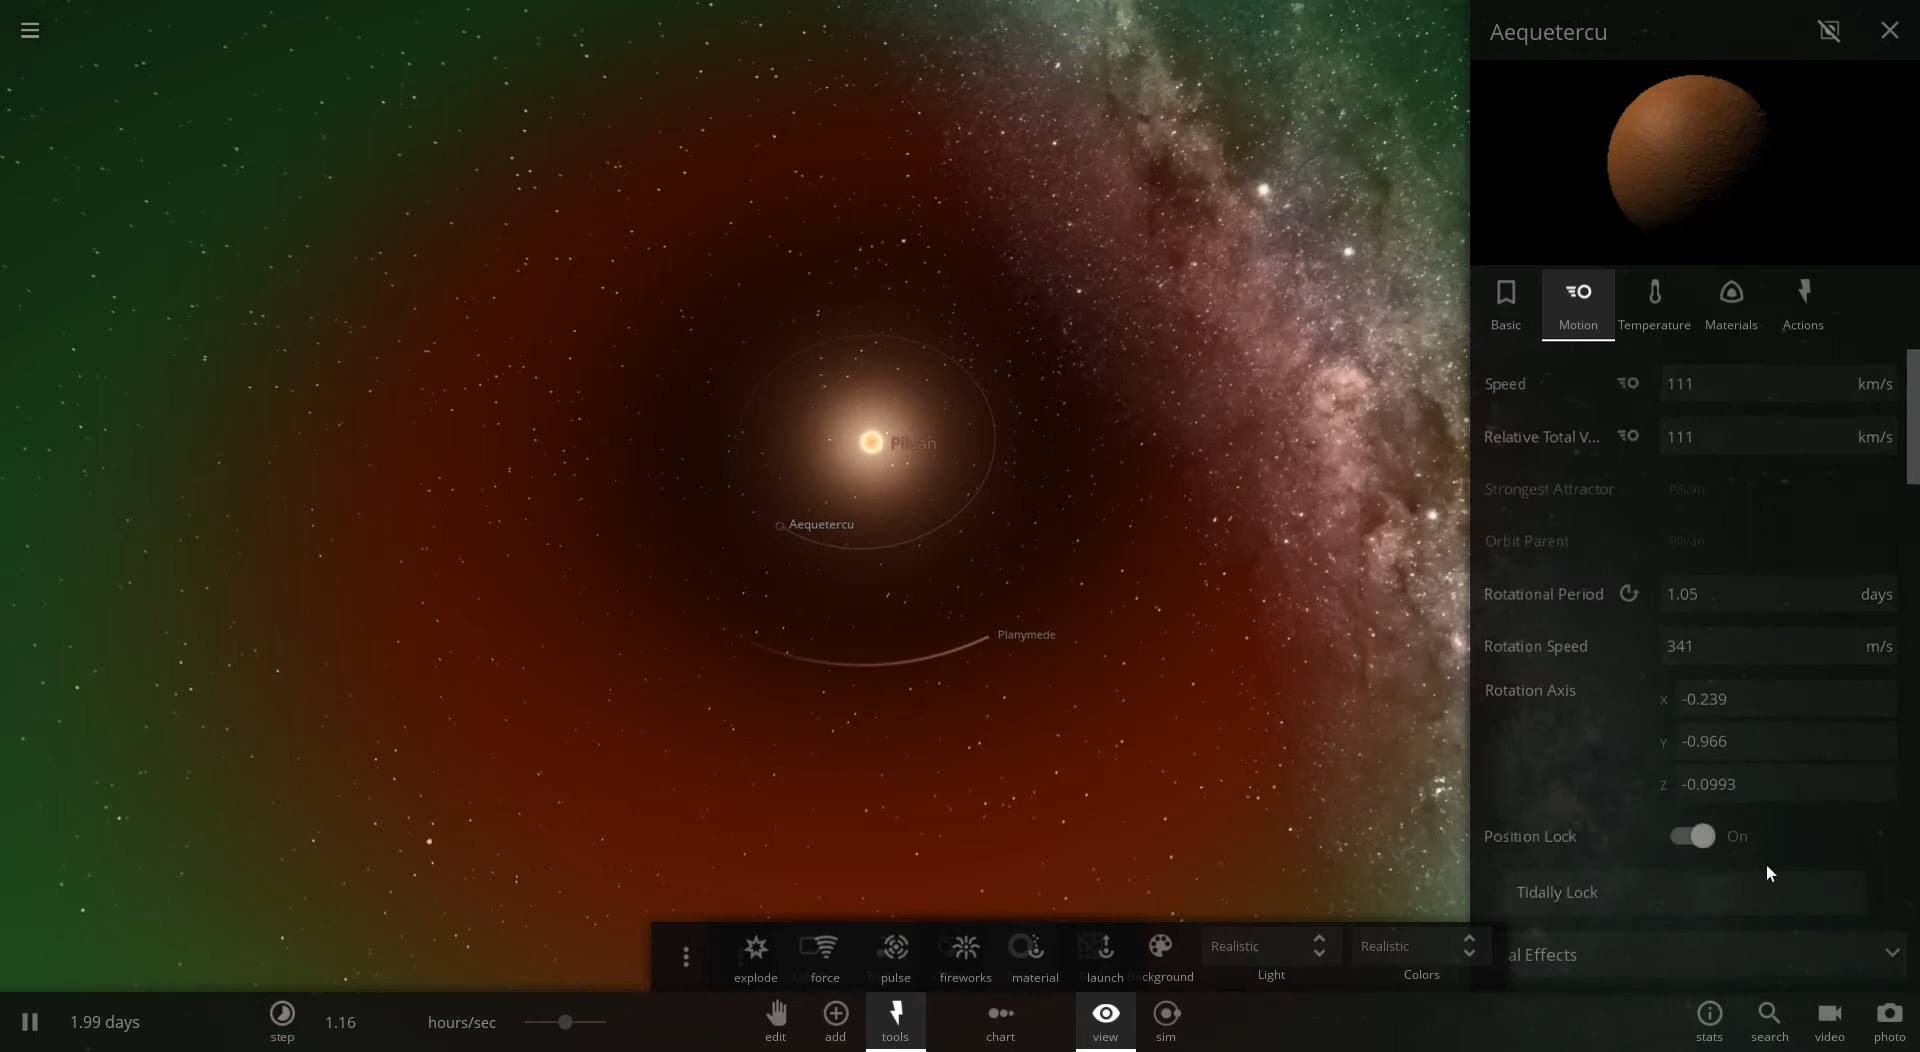 Aequetercu
Basic
Motion
Temperature
Materials
Actions
Speed 111 km/s
Relative Total V... 111 km/s
Strongest Attractor Pilvan
Orbit Parent Pilvan
Rotational Period 1.05 days
Rotation Speed 341 m/s
Rotation Axis
X -0.239
Y -0.966
Z -0.0993
Position Lock On
Tidally Lock
al Effects
Pilvan
Aequetercu
Planymede
explode
force
pulse
fireworks
material
launch
ckground
Realistic
Light
Realistic
Colors
1.99 days
step
1.16 hours/sec
edit
add
tools
chart
view
sim
stats
search
video
photo